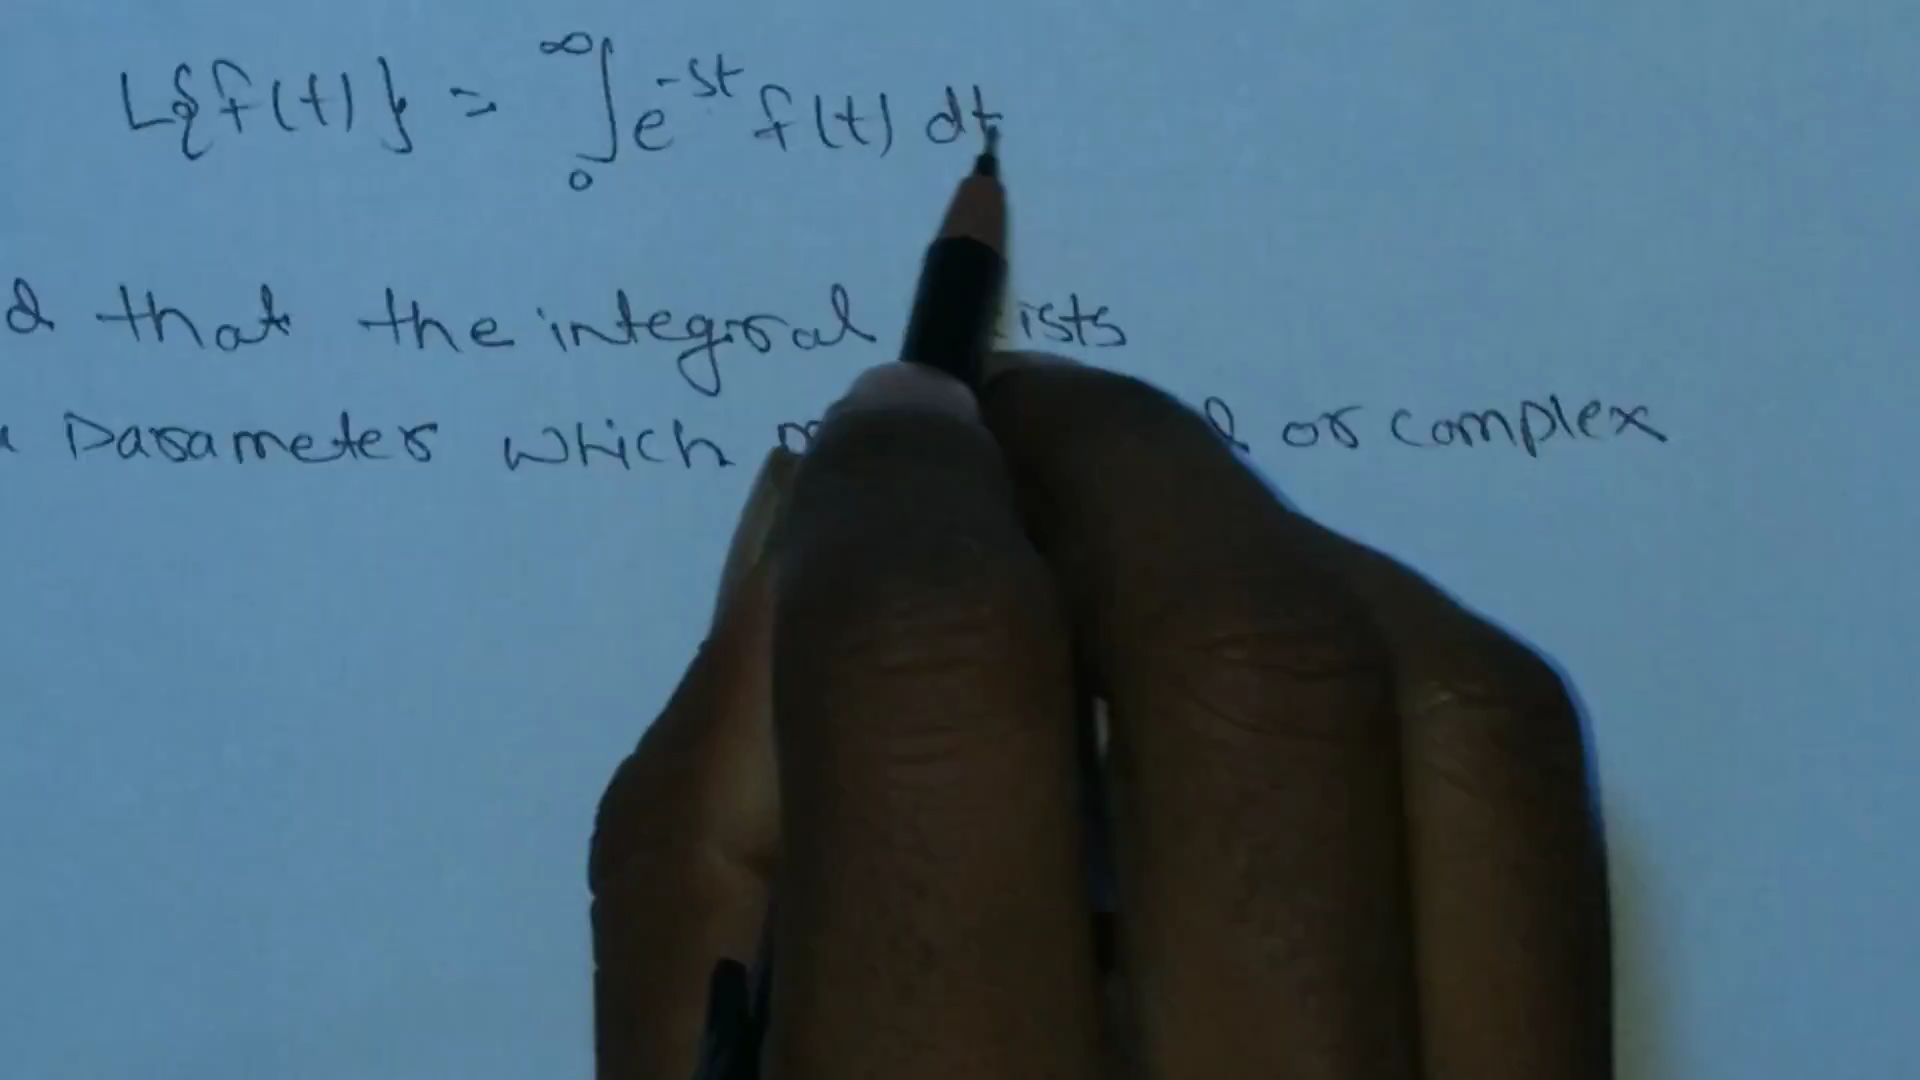 L{f(t)} = ∫₀^∞ e^-st f(t) dt
that the integral
Parameter which or complex